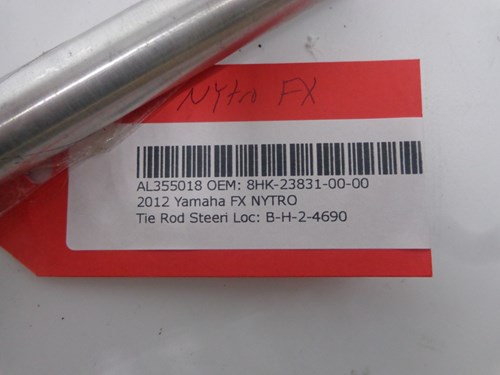 Nytro FX
AL355018 OEM: 8HK-23831-00-00
2012 Yamaha FX NYTRO
Tie Rod Steeri Loc: B-H-2-4690